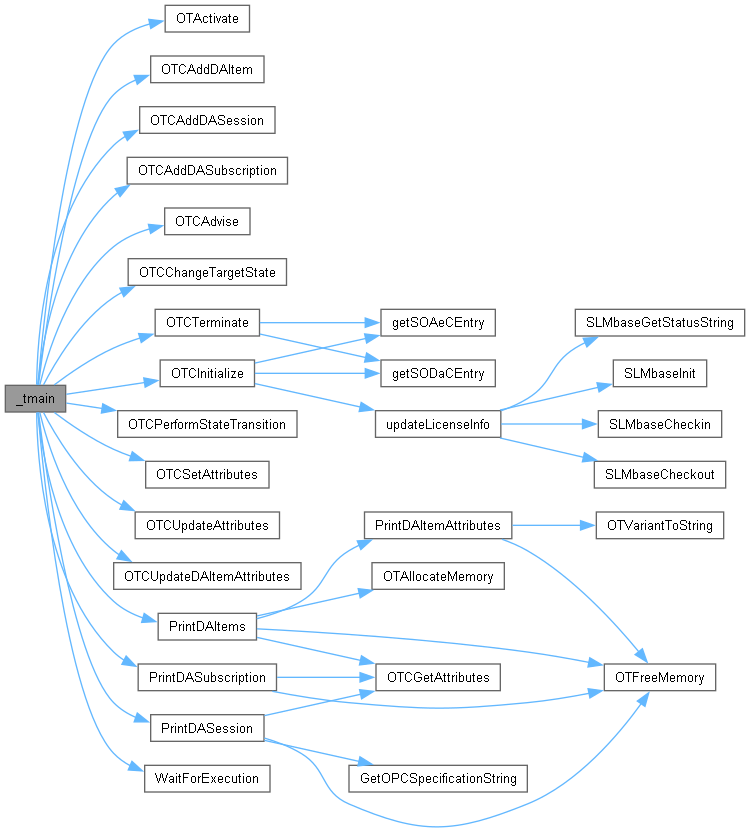 OTActivate
OTCAddDAItem
OTCAddDASession
OTCAddDASubscription
OTCAdvise
OTCChangeTargetState
OTCTerminate
getSOAeCEntry
SLMbaseGetStatusString
OTCInitialize
getSODaCEntry
SLMbaseInit
_tmain
OTCPerformStateTransition
updateLicenseInfo
SLMbaseCheckin
OTCSetAttributes
SLMbaseCheckout
OTCUpdateAttributes
PrintDAItemAttributes
OTVariantToString
OTCUpdateDAItemAttributes
OTAllocateMemory
PrintDAItems
PrintDASubscription
OTCGetAttributes
OTFreeMemory
PrintDASession
WaitForExecution
GetOPCSpecificationString